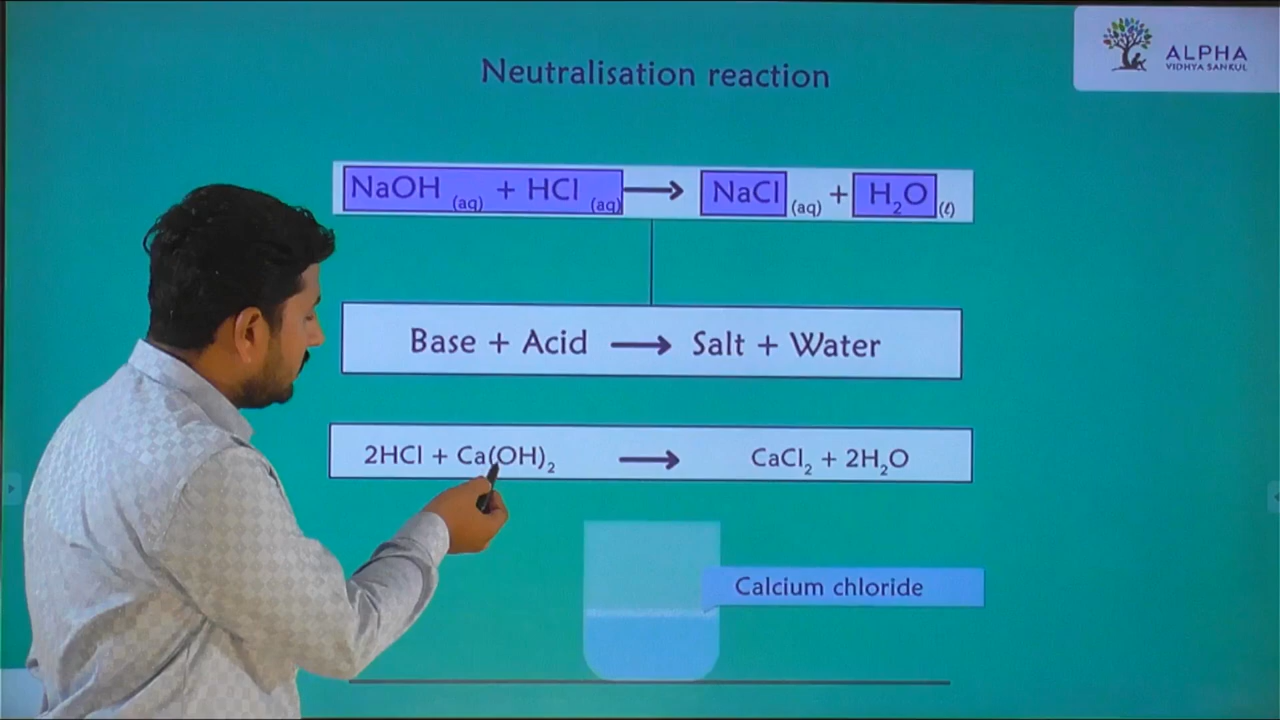 ALPHA
VIDHYA SANKUL
Neutralisation reaction
NaOH (aq) + HCl (aq) ⟶ NaCl (aq) + H₂O (ℓ)
Base + Acid ⟶ Salt + Water
2HCl + Ca(OH)₂ ⟶ CaCl₂ + 2H₂O
Calcium chloride